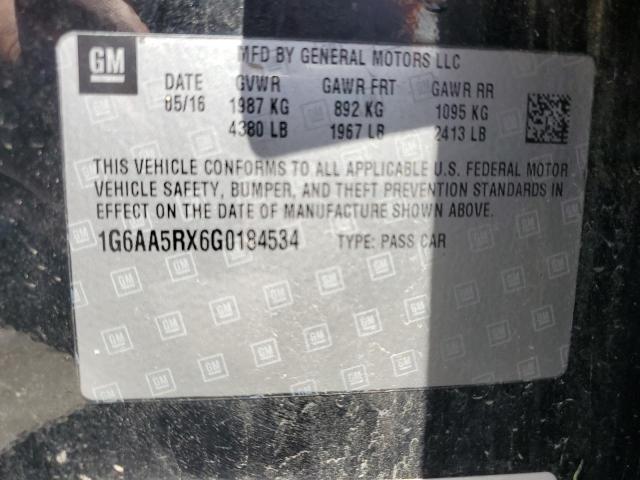 GM
MFD BY GENERAL MOTORS LLC
DATE GVWR GAWR FRT GAWR RR
05/16 1987 KG 892 KG 1095 KG
4380 LB 1967 LB 2413 LB
THIS VEHICLE CONFORMS TO ALL APPLICABLE U.S. FEDERAL MOTOR
VEHICLE SAFETY, BUMPER, AND THEFT PREVENTION STANDARDS IN
EFFECT ON THE DATE OF MANUFACTURE SHOWN ABOVE.
1G6AA5RX6G0184534 TYPE: PASS CAR